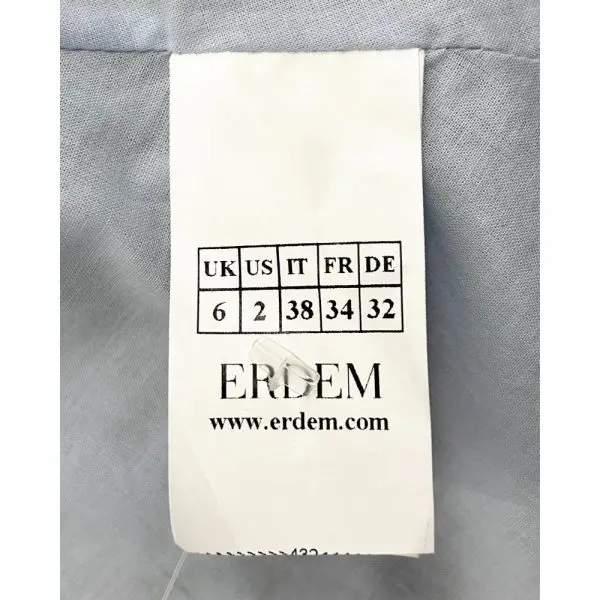 UK US IT FR DE
6 2 38 34 32
ERDEM
www.erdem.com